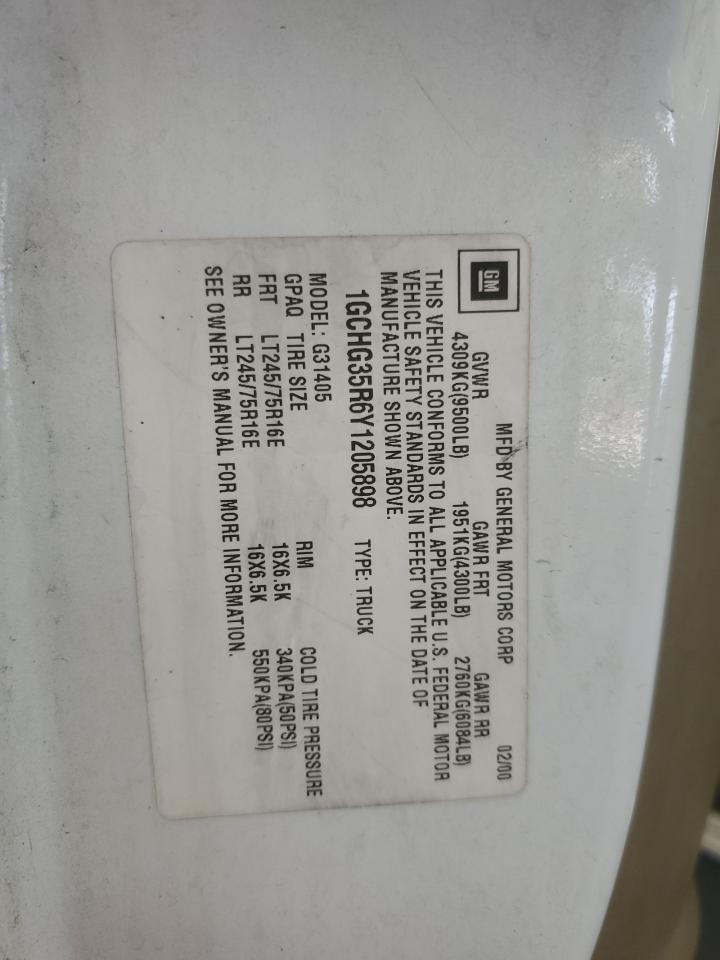 GM
MFD BY GENERAL MOTORS CORP 02/00
GVWR GAWR FRT GAWR RR
4309KG(9500LB) 1951KG(4300LB) 2760KG(6084LB)
THIS VEHICLE CONFORMS TO ALL APPLICABLE U.S. FEDERAL MOTOR
VEHICLE SAFETY STANDARDS IN EFFECT ON THE DATE OF
MANUFACTURE SHOWN ABOVE.
1GCHG35R6Y1205898 TYPE: TRUCK
MODEL: G31405
GPAQ TIRE SIZE RIM COLD TIRE PRESSURE
FRT LT245/75R16E 16X6.5K 340KPA(50PSI)
RR LT245/75R16E 16X6.5K 550KPA(80PSI)
SEE OWNER'S MANUAL FOR MORE INFORMATION.